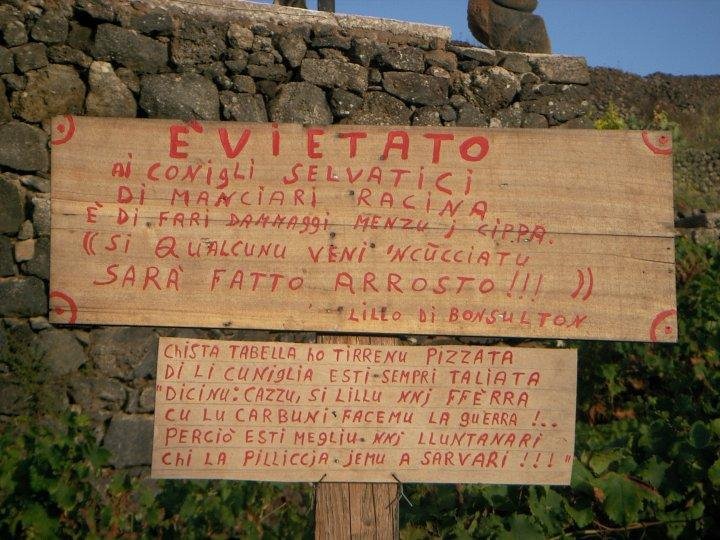 È VIETATO
AI CONIGLI SELVATICI
DI MANCIARI RACINA
È DI FARI DAMMAGGI MENZU I CIPPA.
(( SI QUALCUNU VENI 'NCÙCCIATU
SARÀ FATTO ARROSTO!!! ))
LILLO DI BONSULTON
CHISTA TABELLA HO TIRRENU PIZZATA
DI LI CUNIGLIA ESTI SEMPRI TALIATA
"DICINU: CAZZU, SI LILLU NNI FFÈRRA
CU LU CARBUNI FACEMU LA GUERRA !..
PERCIÒ ESTI MEGLIU NNI LLUNTANARI
CHI LA PILLICCIA JEMU A SARVARI !!!"